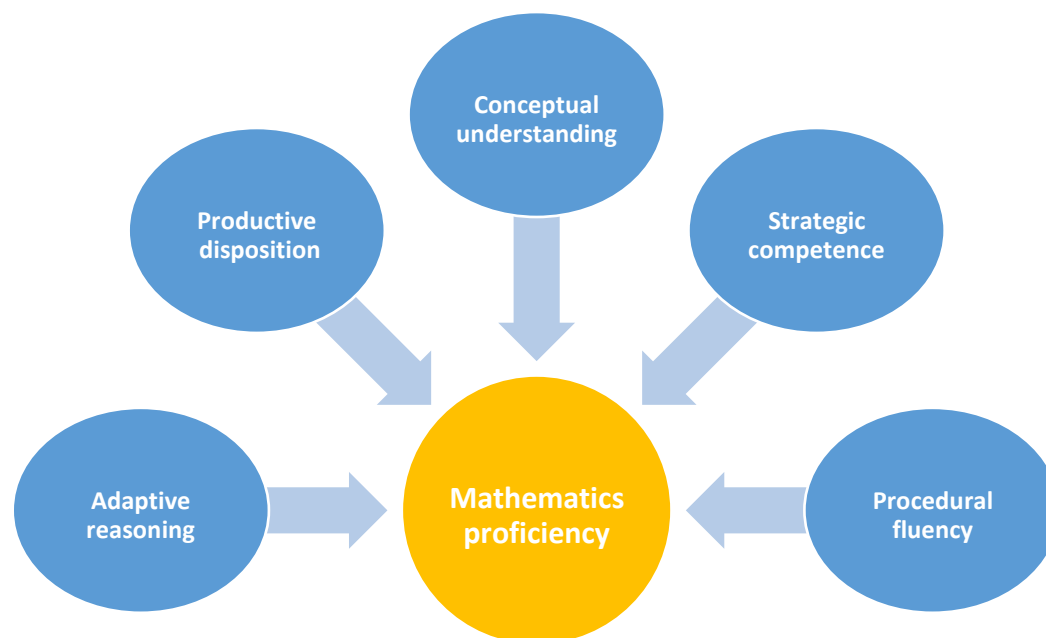 Conceptual
understanding
Productive
disposition
Strategic
competence
Adaptive
reasoning
Mathematics
proficiency
Procedural
fluency